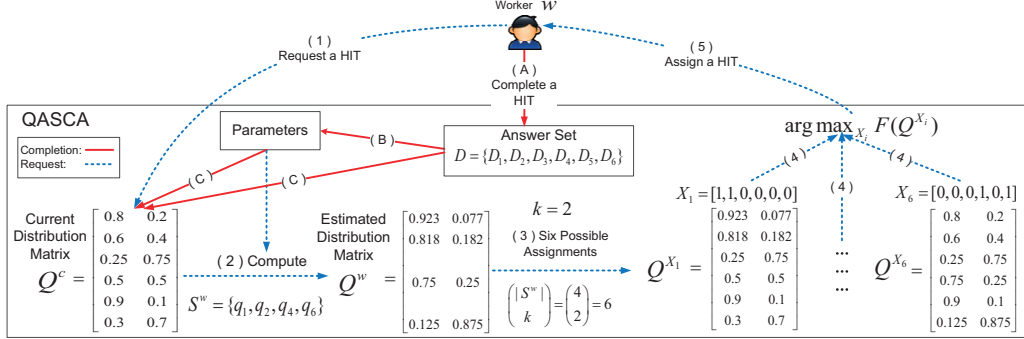 Worker w
( 1 )
Request a HIT
( 5 )
Assign a HIT
( A )
Complete a
HIT
QASCA
Completion:
Request:
Parameters
( B )
Answer Set
D = {D1, D2, D3, D4, D5, D6}
( C )
( C )
arg max Xi F(Q^Xi)
( 4 )
( 4 )
( 4 )
Current
Distribution
Matrix
Q^c =
0.8 0.2
0.6 0.4
0.25 0.75
0.5 0.5
0.9 0.1
0.3 0.7
( 2 ) Compute
S^w = {q1, q2, q4, q6}
Estimated
Distribution
Matrix
Q^w =
0.923 0.077
0.818 0.182
0.75 0.25
0.125 0.875
k = 2
( 3 ) Six Possible
Assignments
(| S^w | k) = (4 2) = 6
X1 = [1,1,0,0,0,0]
Q^X1 =
0.923 0.077
0.818 0.182
0.25 0.75
0.5 0.5
0.9 0.1
0.3 0.7
...
...
...
X6 = [0,0,0,1,0,1]
Q^X6 =
0.8 0.2
0.6 0.4
0.25 0.75
0.75 0.25
0.9 0.1
0.125 0.875